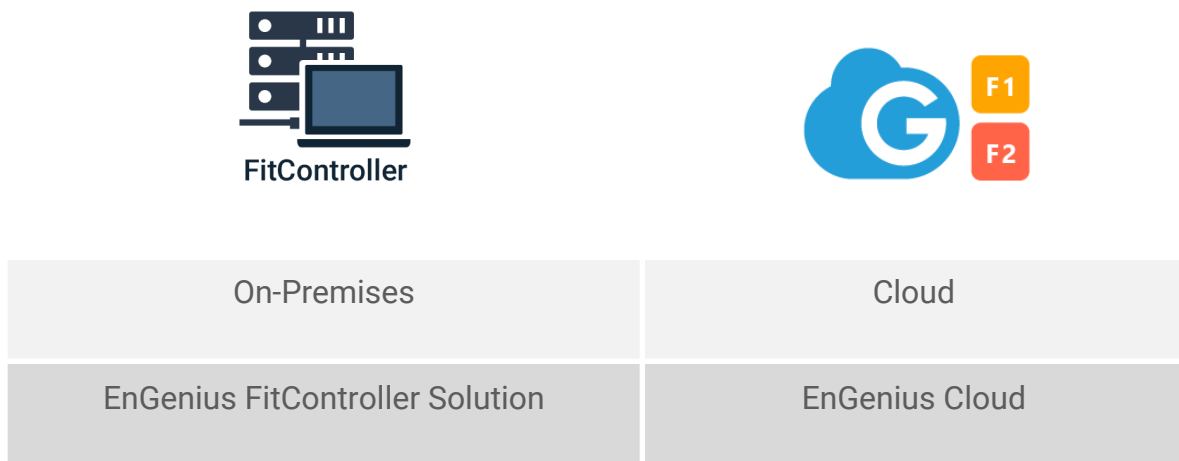 FitController
G
F1
F2
On-Premises
Cloud
EnGenius FitController Solution
EnGenius Cloud